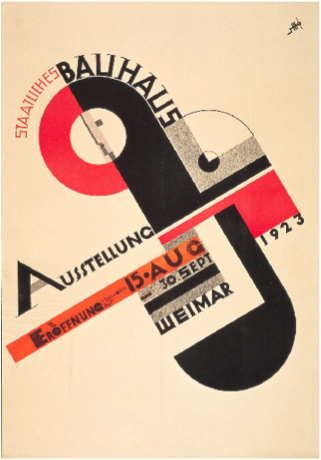 STAATLICHES
BAUHAUS
AUSSTELLUNG
15-AUG
30.SEPT
1923
ERÖFFNUNG
WEIMAR